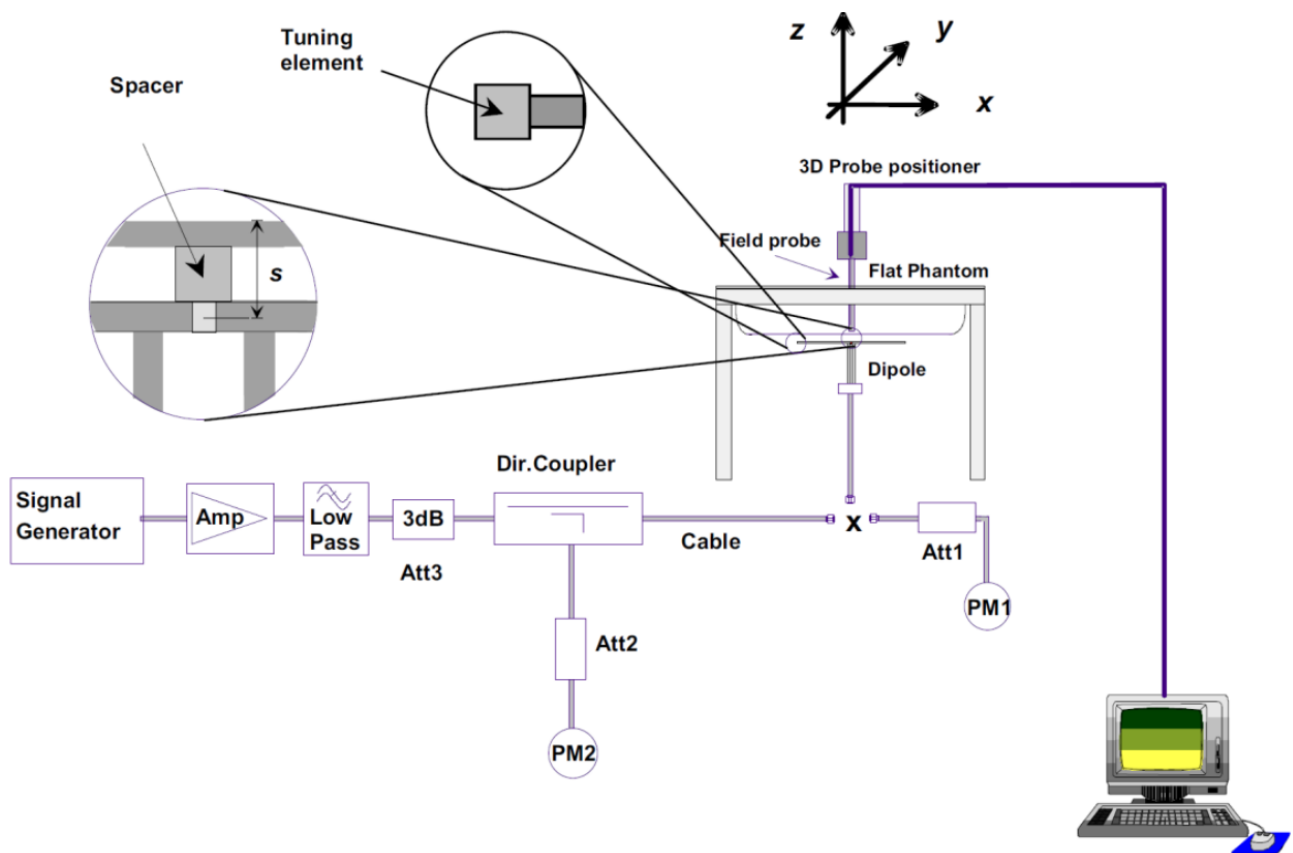 Tuning
element
Spacer
z
y
x
3D Probe positioner
Field probe
Flat Phantom
s
Dipole
Dir.Coupler
Signal
Generator
Amp
Low
Pass
3dB
Att3
Cable
x
Att1
PM1
Att2
PM2